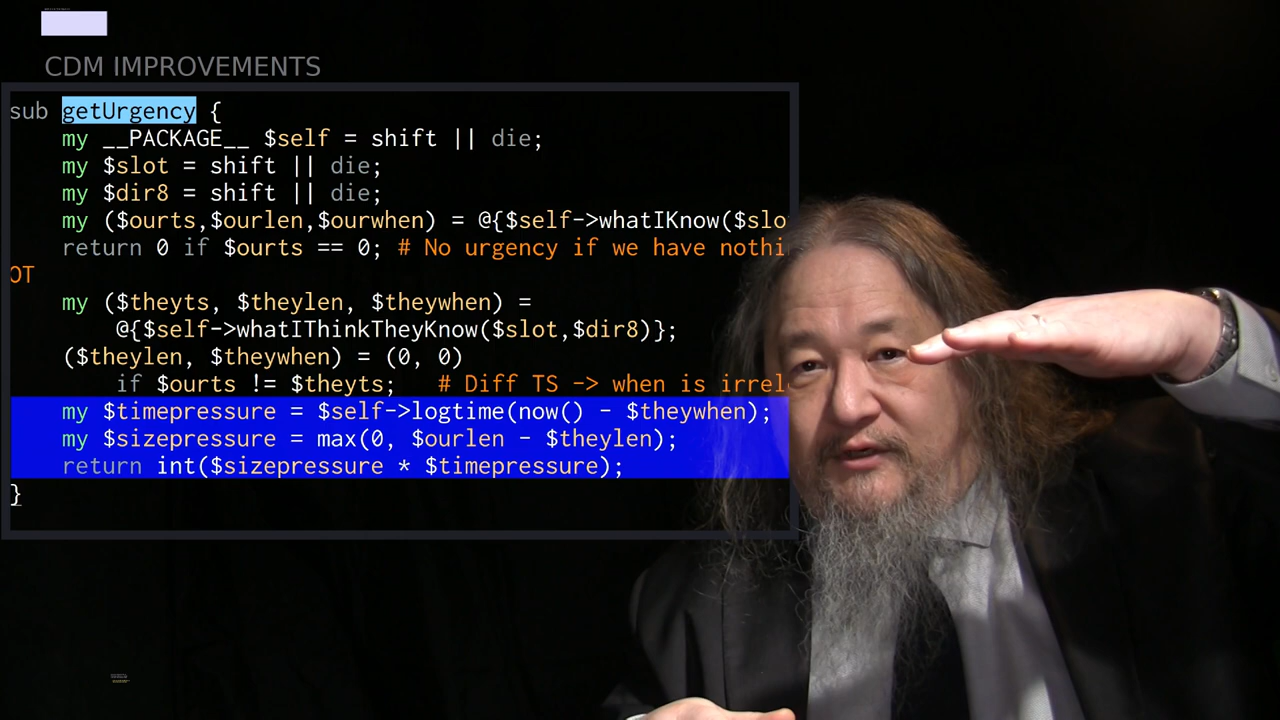 CDM IMPROVEMENTS
sub getUrgency {
my __PACKAGE__ $self = shift || die;
my $slot = shift || die;
my $dir8 = shift || die;
my ($ourts,$ourlen,$ourwhen) = @{$self->whatIKnow($slo
return 0 if $ourts == 0; # No urgency if we have nothi
OT
my ($theyts, $theylen, $theywhen) =
@{$self->whatIThinkTheyKnow($slot,$dir8)};
($theylen, $theywhen) = (0, 0)
if $ourts != $theyts; # Diff TS -> when is irrel
my $timepressure = $self->logtime(now() - $theywhen);
my $sizepressure = max(0, $ourlen - $theylen);
return int($sizepressure * $timepressure);
}